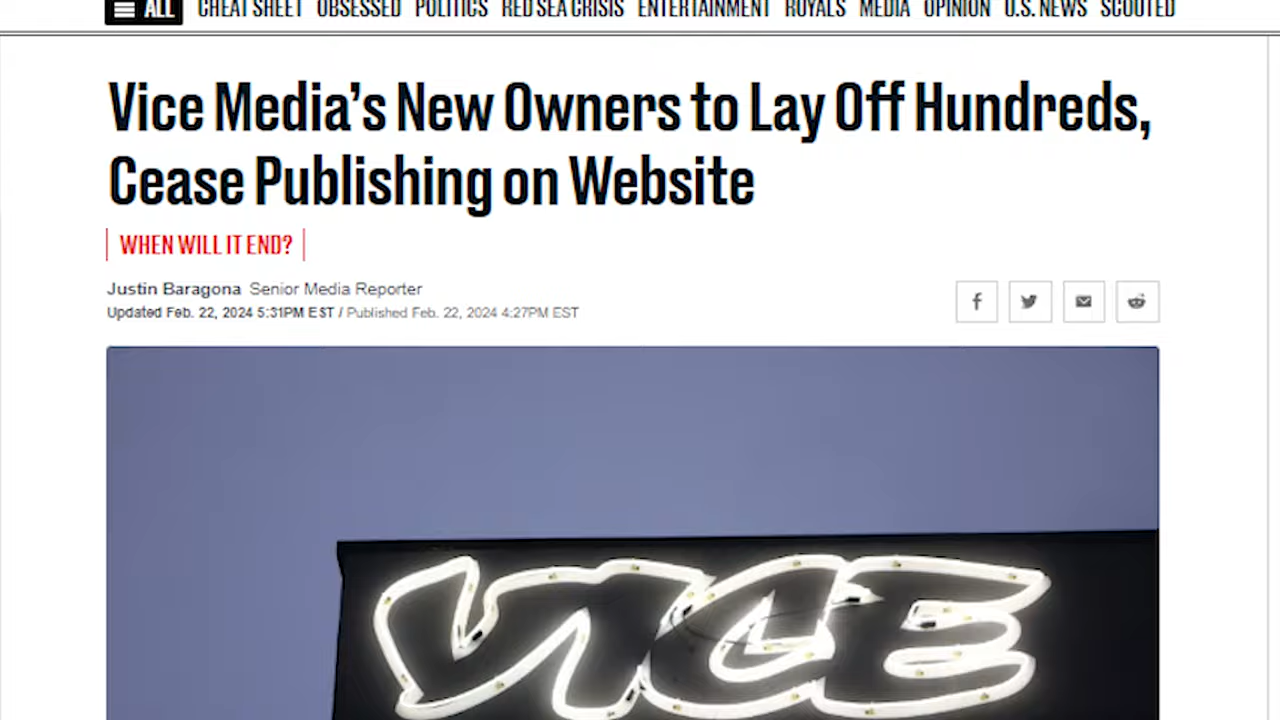 ALL CHEAT SHEET OBSESSED POLITICS RED SEA CRISIS ENTERTAINMENT ROYALS MEDIA OPINION U.S. NEWS SCOUTED
Vice Media’s New Owners to Lay Off Hundreds,
Cease Publishing on Website
WHEN WILL IT END?
Justin Baragona Senior Media Reporter
Updated Feb. 22, 2024 5:31PM EST / Published Feb. 22, 2024 4:27PM EST
VICE